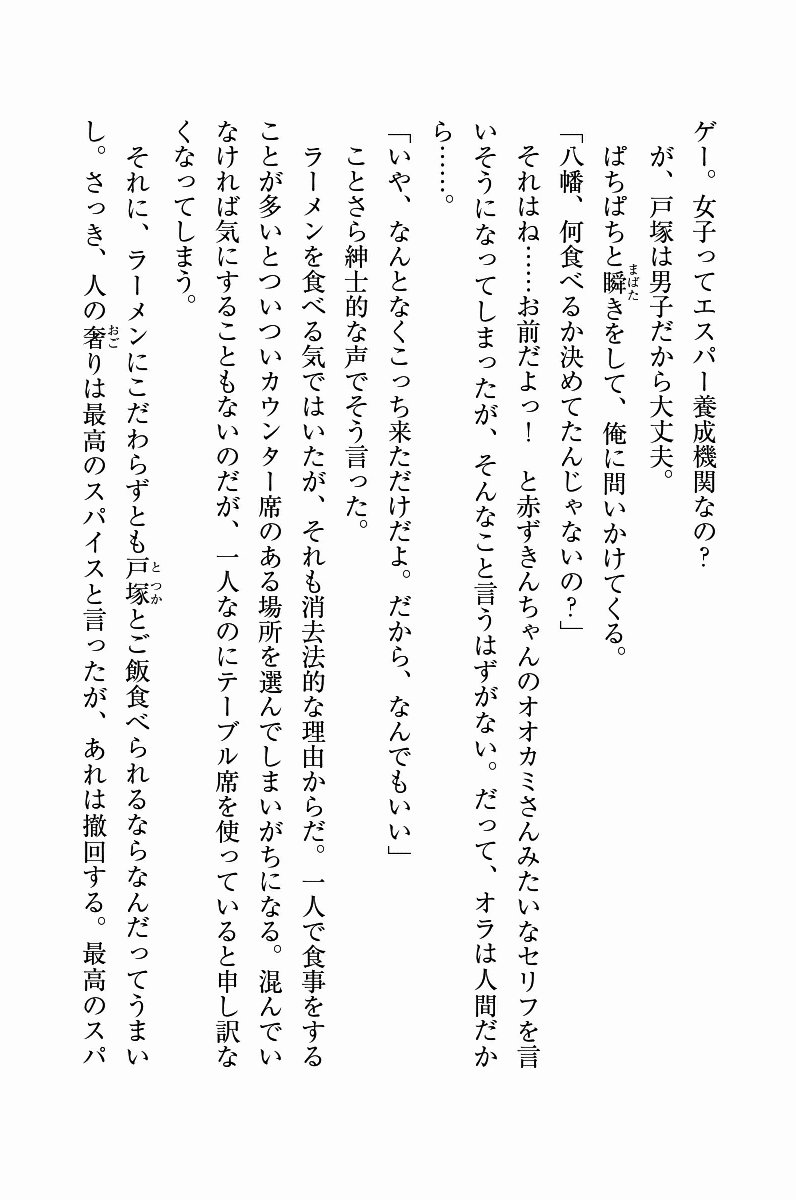 ゲー。女子ってエスパー養成機関なの?
　が、戸塚は男子だから大丈夫。
　ぱちぱちと瞬きをして、俺に問いかけてくる。
「八幡、何食べるか決めてたんじゃないの?」
　それはね……お前だよっ!　と赤ずきんちゃんのオオカミさんみたいなセリフを言
いそうになってしまったが、そんなこと言うはずがない。だって、オラは人間だか
ら……。
「いや、なんとなくこっち来ただけだよ。だから、なんでもいい」
　ことさら紳士的な声でそう言った。
　ラーメンを食べる気ではいたが、それも消去法的な理由からだ。一人で食事をする
ことが多いとついついカウンター席のある場所を選んでしまいがちになる。混んでい
なければ気にすることもないのだが、一人なのにテーブル席を使っていると申し訳な
くなってしまう。
　それに、ラーメンにこだわらずとも戸塚とご飯食べられるならなんだってうまい
し。さっき、人の奢りは最高のスパイスと言ったが、あれは撤回する。最高のスパ
まばた
とつか
おご